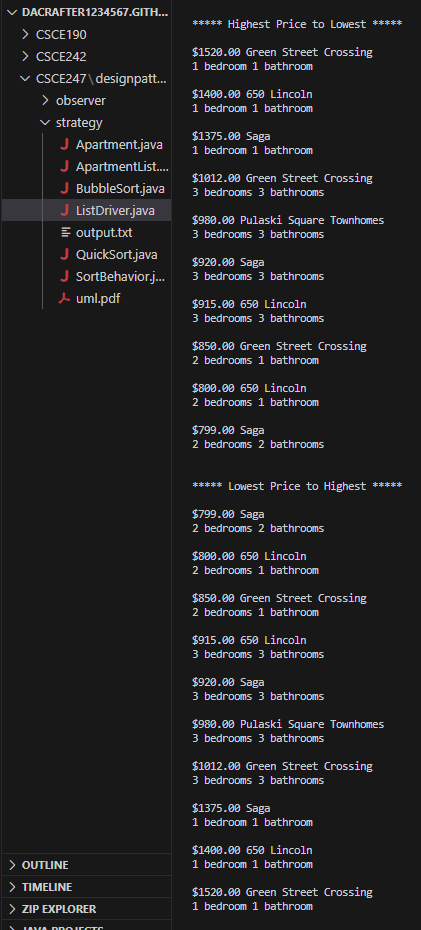 DACRAFTER1234567.GITH...
CSCE190
CSCE242
CSCE247\designpatt...
observer
strategy
Apartment.java
ApartmentList....
BubbleSort.java
ListDriver.java
output.txt
QuickSort.java
SortBehavior.j...
uml.pdf
OUTLINE
TIMELINE
ZIP EXPLORER
JAVA PROJECTS
***** Highest Price to Lowest *****
$1520.00 Green Street Crossing
1 bedroom 1 bathroom
$1400.00 650 Lincoln
1 bedroom 1 bathroom
$1375.00 Saga
1 bedroom 1 bathroom
$1012.00 Green Street Crossing
3 bedrooms 3 bathrooms
$980.00 Pulaski Square Townhomes
3 bedrooms 3 bathrooms
$920.00 Saga
3 bedrooms 3 bathrooms
$915.00 650 Lincoln
3 bedrooms 3 bathrooms
$850.00 Green Street Crossing
2 bedrooms 1 bathroom
$800.00 650 Lincoln
2 bedrooms 1 bathroom
$799.00 Saga
2 bedrooms 2 bathrooms
***** Lowest Price to Highest *****
$799.00 Saga
2 bedrooms 2 bathrooms
$800.00 650 Lincoln
2 bedrooms 1 bathroom
$850.00 Green Street Crossing
2 bedrooms 1 bathroom
$915.00 650 Lincoln
3 bedrooms 3 bathrooms
$920.00 Saga
3 bedrooms 3 bathrooms
$980.00 Pulaski Square Townhomes
3 bedrooms 3 bathrooms
$1012.00 Green Street Crossing
3 bedrooms 3 bathrooms
$1375.00 Saga
1 bedroom 1 bathroom
$1400.00 650 Lincoln
1 bedroom 1 bathroom
$1520.00 Green Street Crossing
1 bedroom 1 bathroom